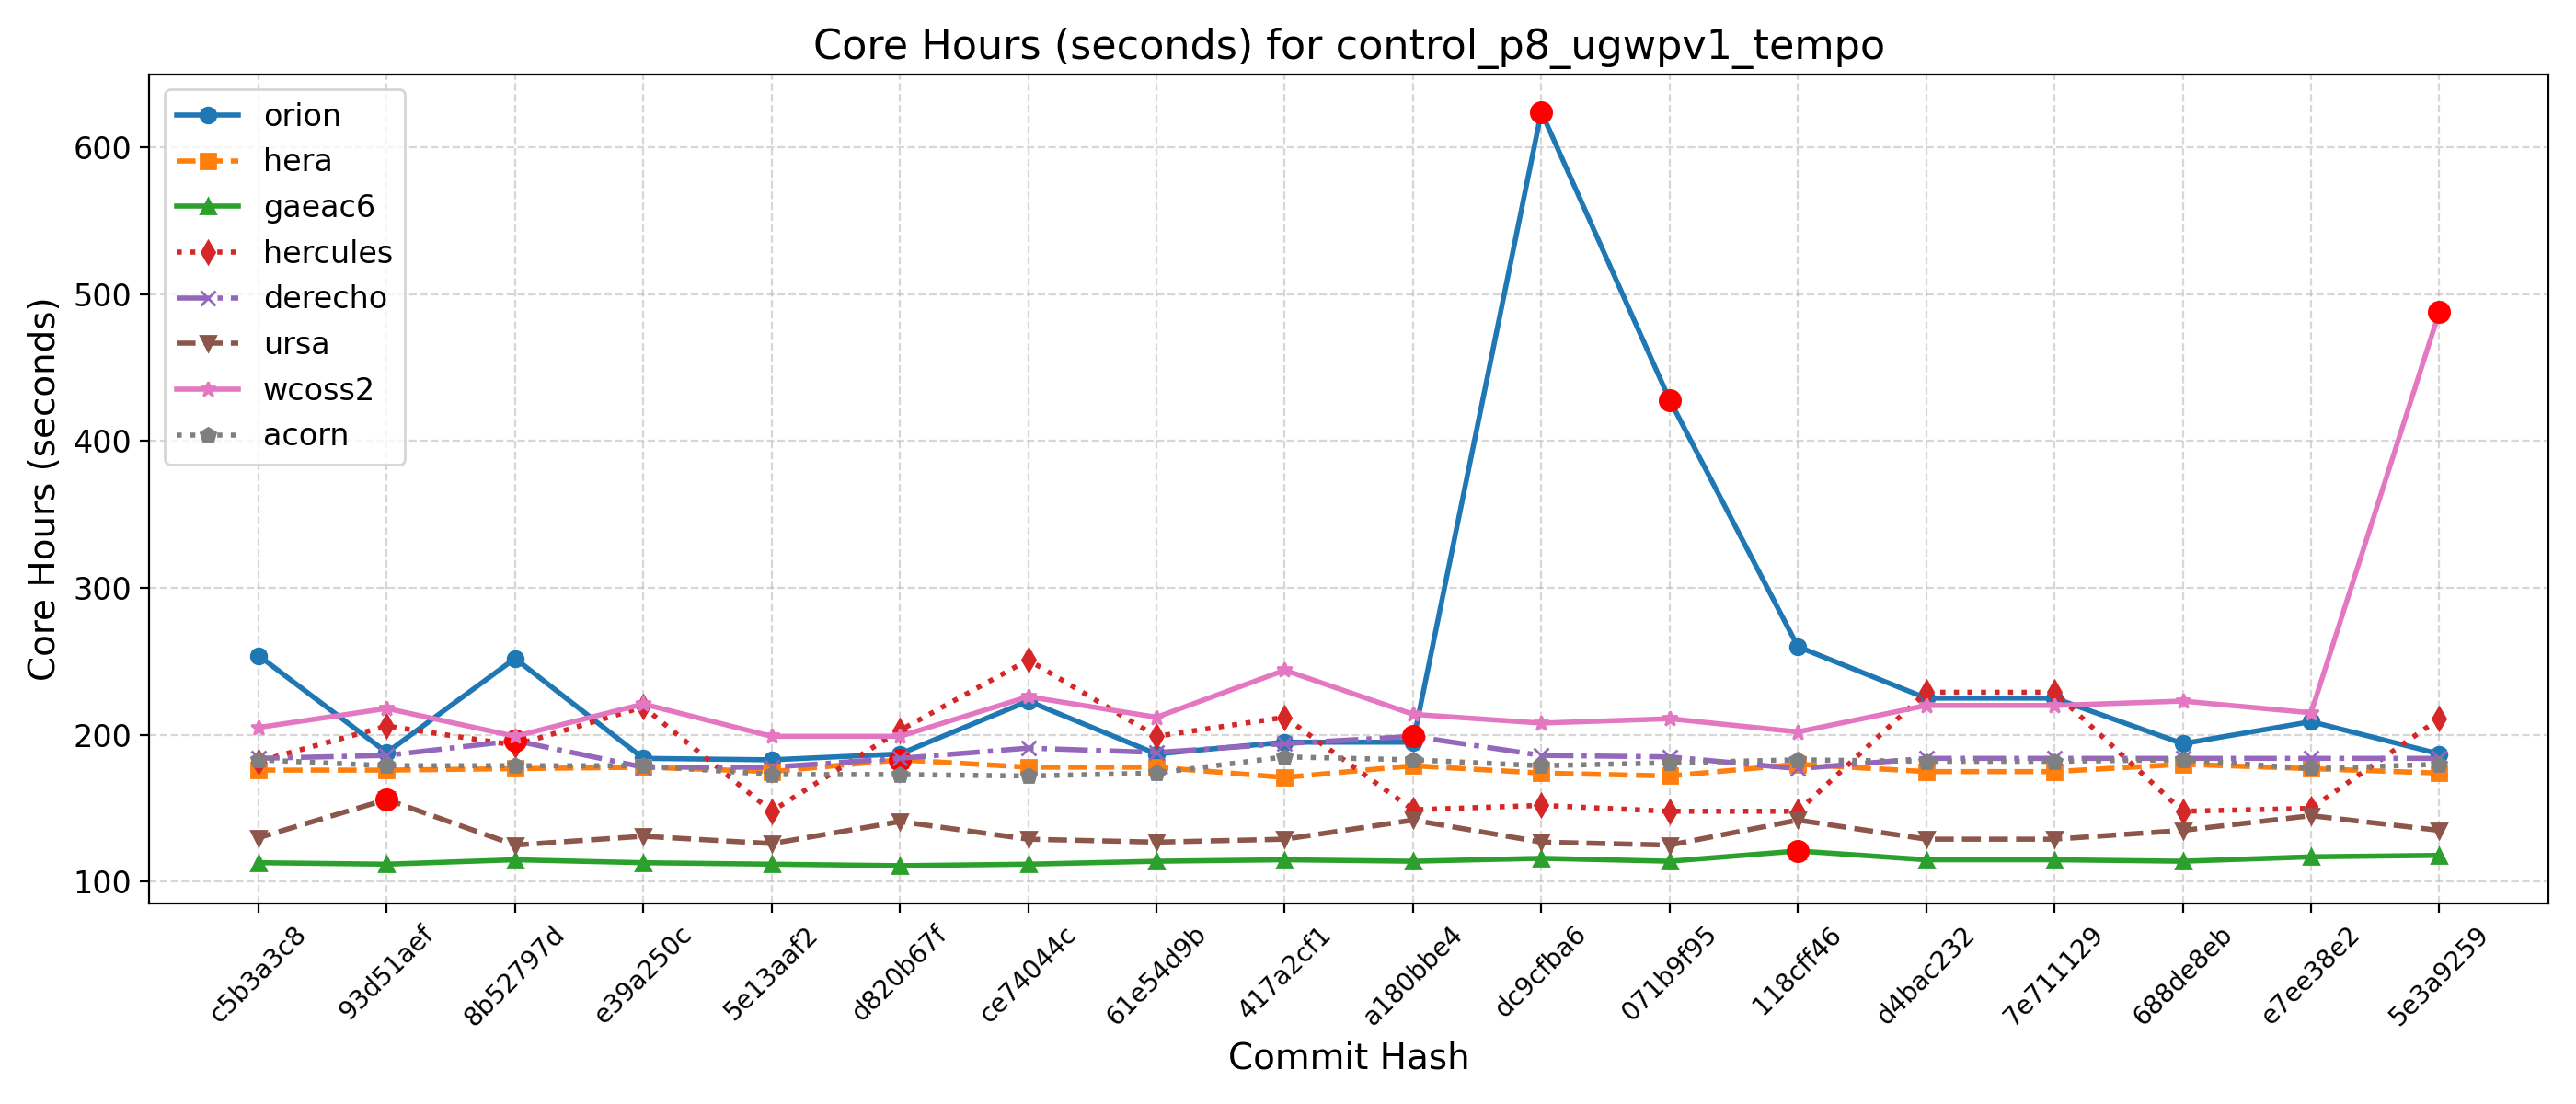 Core Hours (seconds) for control_p8_ugwpv1_tempo
orion
hera
gaeac6
hercules
derecho
ursa
wcoss2
acorn
Core Hours (seconds)
600
500
400
300
200
100
c5b3a3c8
93d51aef
8b52797d
e39a250c
5e13aaf2
d820b67f
ce74044c
61e54d9b
417a2cf1
a180bbe4
dc9cfba6
071b9f95
118cff46
d4bac232
7e711129
688de8eb
e7ee38e2
5e3a9259
Commit Hash